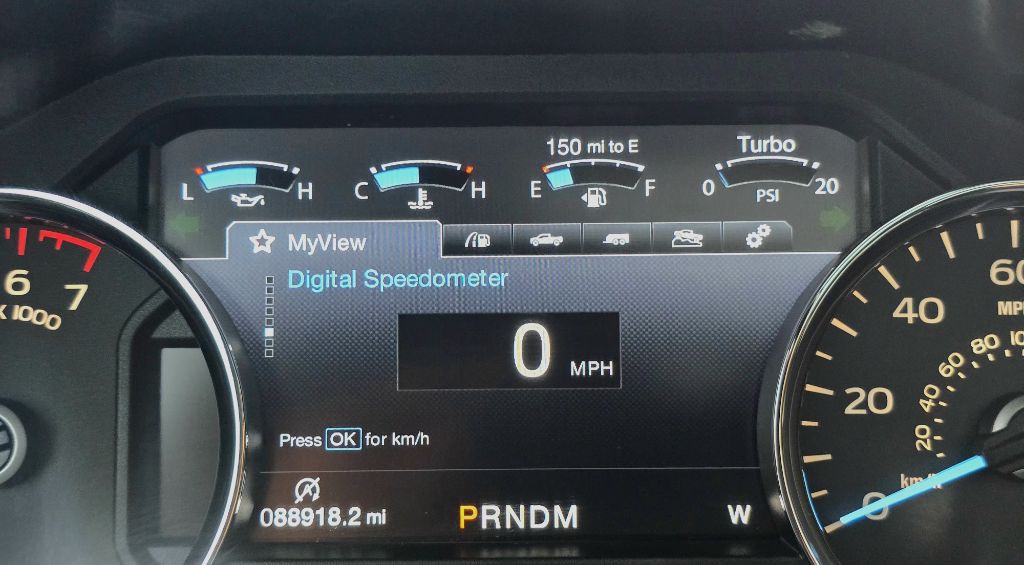 150 mi to E
Turbo
L H
C H
E F
0 20
PSI
MyView
Digital Speedometer
0 MPH
Press OK for km/h
088918.2 mi
PRNDM
W
6
7
X 1000
60
MPH
40
20
0
80
60
40
20